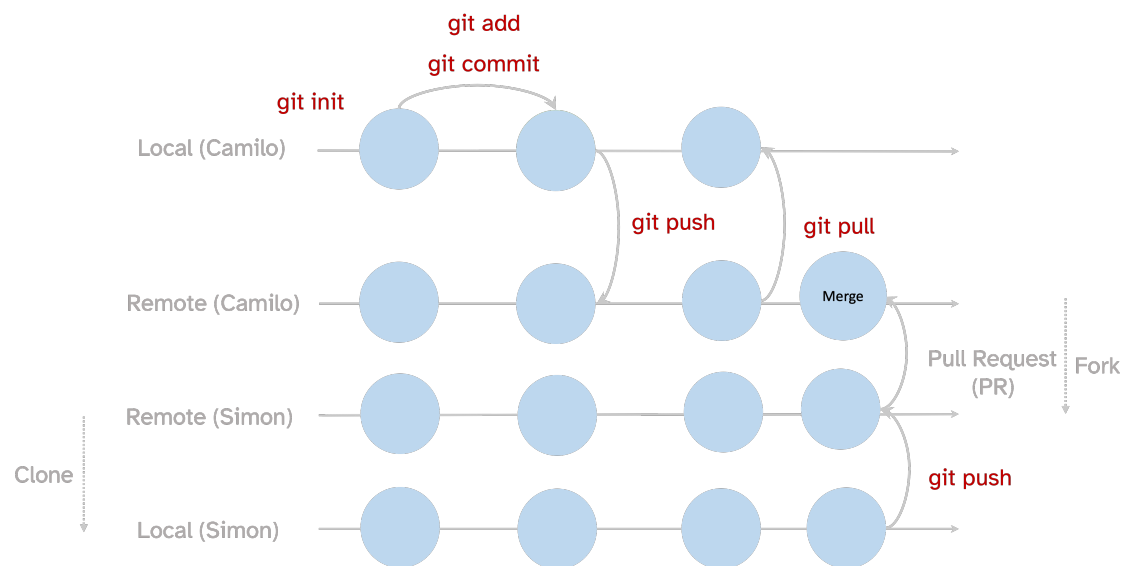 git add
git commit
git init
Local (Camilo)
git push
git pull
Remote (Camilo)
Merge
Pull Request
(PR)
Fork
Remote (Simon)
Clone
git push
Local (Simon)